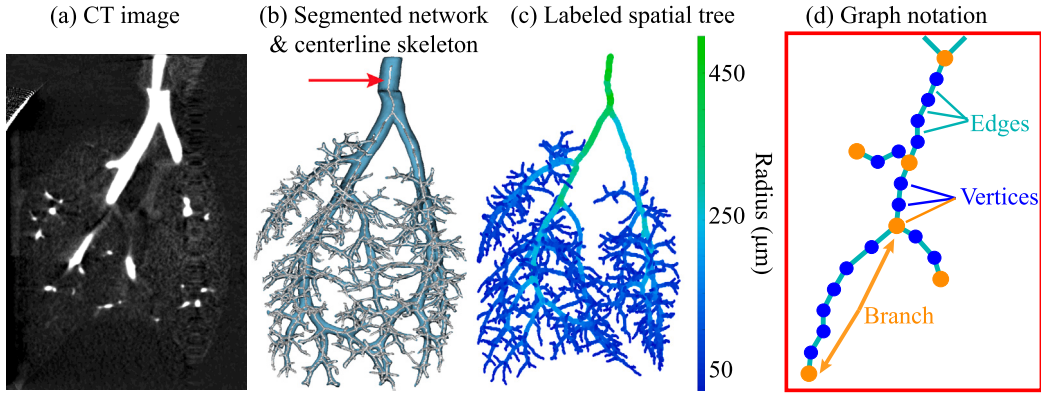 (a) CT image
(b) Segmented network
& centerline skeleton
(c) Labeled spatial tree
(d) Graph notation
450
250
50
Radius (μm)
Edges
Vertices
Branch